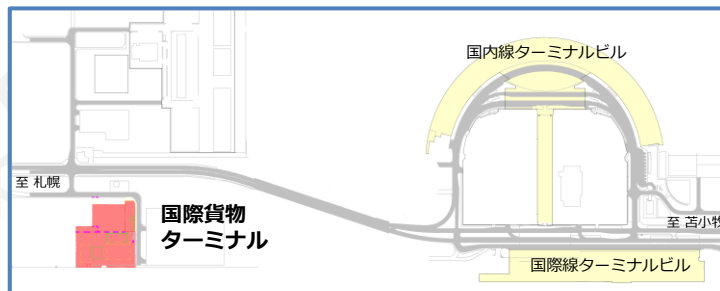 国内線ターミナルビル
至 札幌
国際貨物
ターミナル
至 苫小牧
国際線ターミナルビル